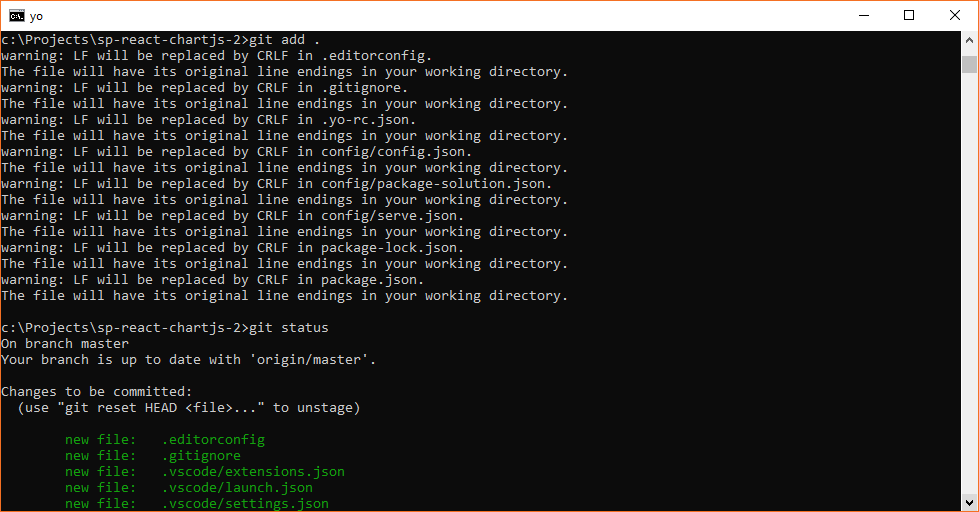 yo
c:\Projects\sp-react-chartjs-2>git add .
warning: LF will be replaced by CRLF in .editorconfig.
The file will have its original line endings in your working directory.
warning: LF will be replaced by CRLF in .gitignore.
The file will have its original line endings in your working directory.
warning: LF will be replaced by CRLF in .yo-rc.json.
The file will have its original line endings in your working directory.
warning: LF will be replaced by CRLF in config/config.json.
The file will have its original line endings in your working directory.
warning: LF will be replaced by CRLF in config/package-solution.json.
The file will have its original line endings in your working directory.
warning: LF will be replaced by CRLF in config/serve.json.
The file will have its original line endings in your working directory.
warning: LF will be replaced by CRLF in package-lock.json.
The file will have its original line endings in your working directory.
warning: LF will be replaced by CRLF in package.json.
The file will have its original line endings in your working directory.
c:\Projects\sp-react-chartjs-2>git status
On branch master
Your branch is up to date with 'origin/master'.
Changes to be committed:
  (use "git reset HEAD <file>..." to unstage)
        new file:   .editorconfig
        new file:   .gitignore
        new file:   .vscode/extensions.json
        new file:   .vscode/launch.json
        new file:   .vscode/settings.json